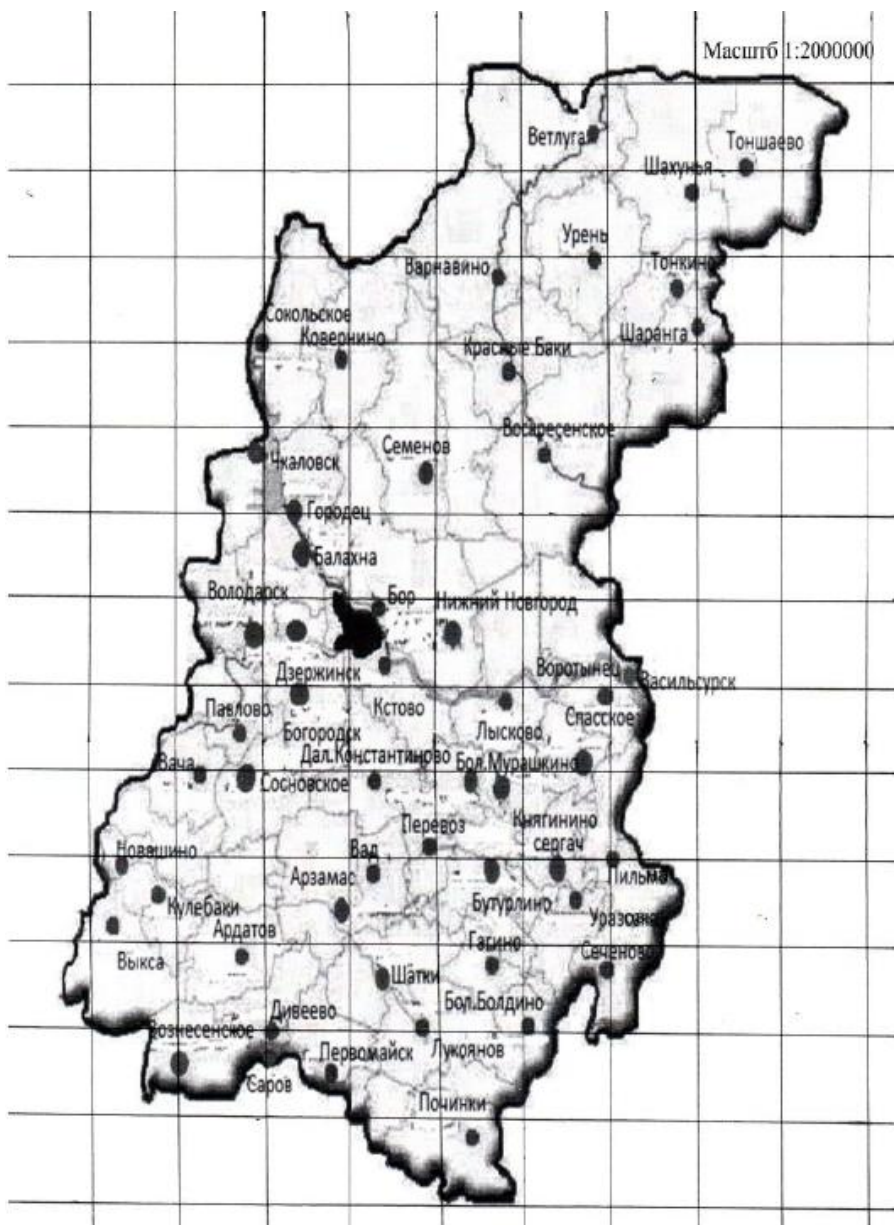 Масштб 1:2000000
Ветлуга
Тоншаево
Шахунья
Урень
Варнавино
Тонкино
Сокольское
Ковернино
Шаранга
Красные Баки
Воскресенское
Семенов
Чкаловск
Городец
Балахна
Володарск
Бор
Нижний Новгород
Дзержинск
Воротынец
Васильсурск
Павлово
Кстово
Спасское
Богородск
Лысково
Дал.Константиново
Вача
Сосновское
Бол.Мурашкино
Перевоз
Княгинино
сергач
Новашино
Вад
Арзамас
Пильма
Кулебаки
Бутурлино
Ардатов
Гагино
Сеченово
Выкса
Шатки
Бол.Болдино
Дивеево
Вознесенское
Лукоянов
г. Первомайск
Саров
Починки